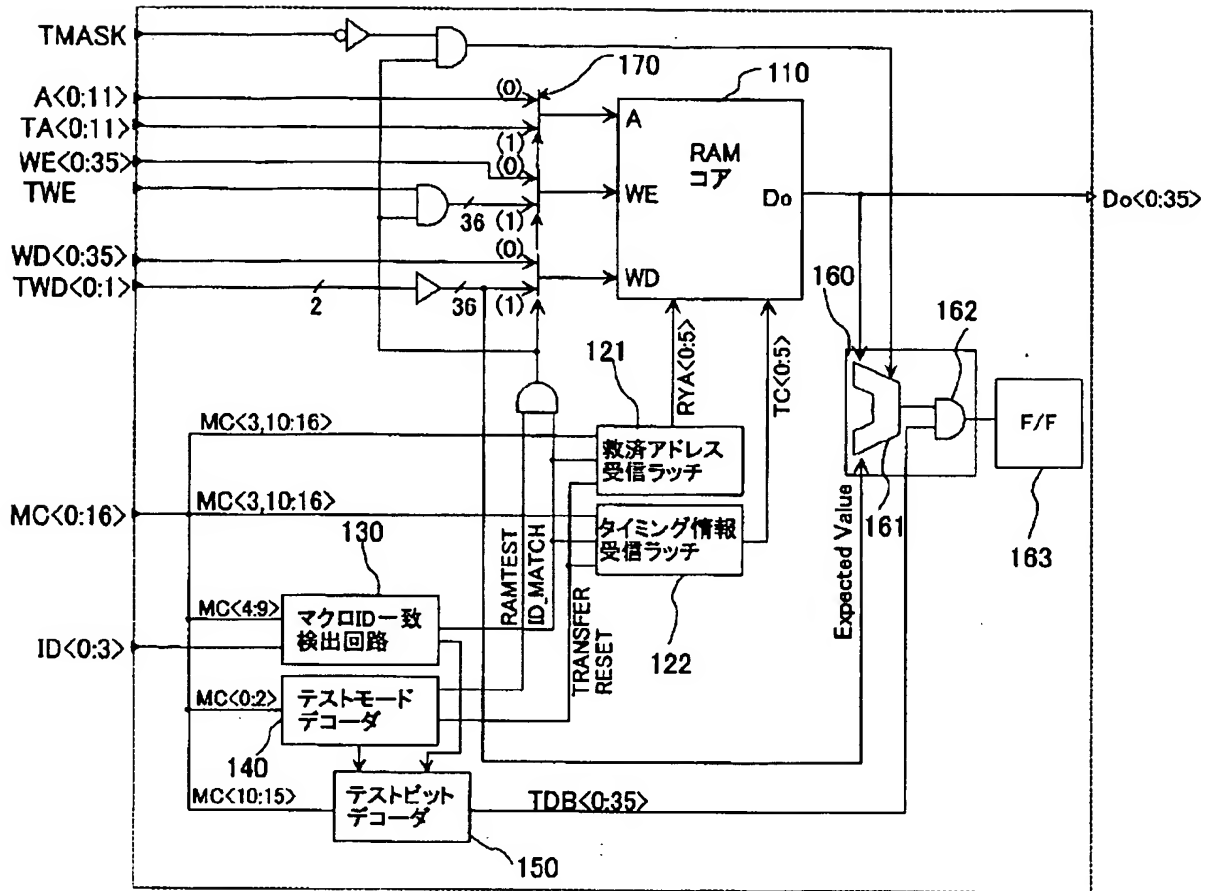 TMASK
170
110
A<0:11>
(0)
A
TA<0:11>
(1)
RAM
コア
WE<0:35>
(0)
TWE
WE
Do
Do<0:35>
36
(1)
WD<0:35>
(0)
TWD<0:1>
2
36
(1)
WD
160
162
121
RYA<0:5>
TC<0:5>
MC<3,10:16>
救済アドレス
受信ラッチ
F/F
MC<0:16>
MC<3,10:16>
タイミング情報
受信ラッチ
161
163
130
RAMTEST
ID_MATCH
Expected Value
MC<4:9>
マクロID一致
検出回路
122
ID<0:3>
TRANSFER
RESET
MC<0:2>
テストモード
デコーダ
140
MC<10:15>
テストビット
デコーダ
TDB<0:35>
150